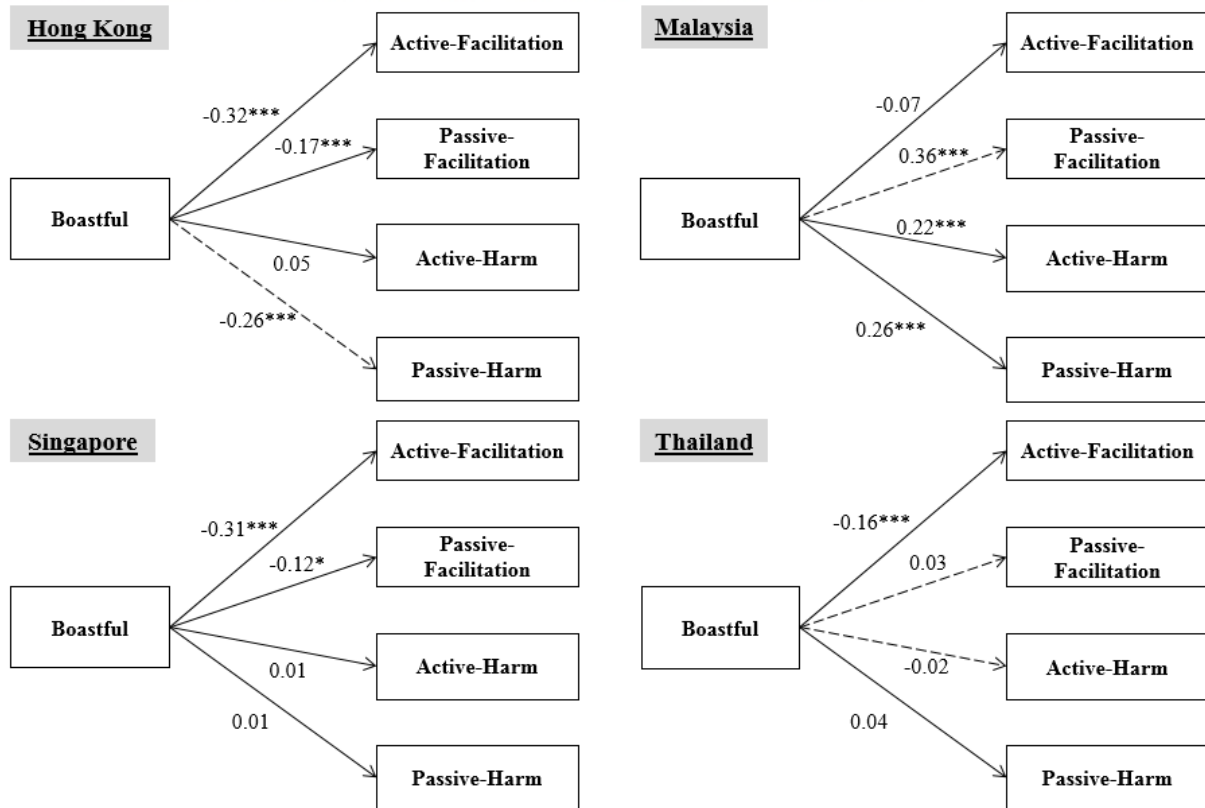 Hong Kong
Active-Facilitation
-0.32***
-0.17***
Passive-
Facilitation
Boastful
Active-Harm
0.05
-0.26***
Passive-Harm
Malaysia
Active-Facilitation
-0.07
Passive-
Facilitation
0.36***
Boastful
0.22***
Active-Harm
0.26***
Passive-Harm
Singapore
Active-Facilitation
-0.31***
Passive-
Facilitation
-0.12*
Boastful
Active-Harm
0.01
0.01
Passive-Harm
Thailand
Active-Facilitation
-0.16***
Passive-
Facilitation
0.03
Boastful
Active-Harm
-0.02
0.04
Passive-Harm